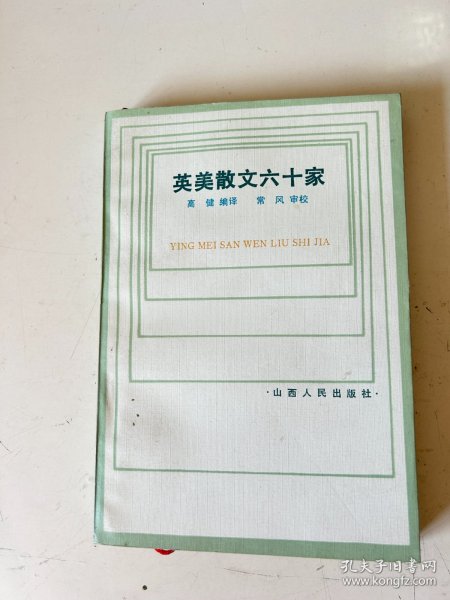 英美散文六十家
高 健 编译 常 风 审校
YING MEI SAN WEN LIU SHI JIA
·山西人民出版社·
孔夫子旧书网
www.kongfz.com